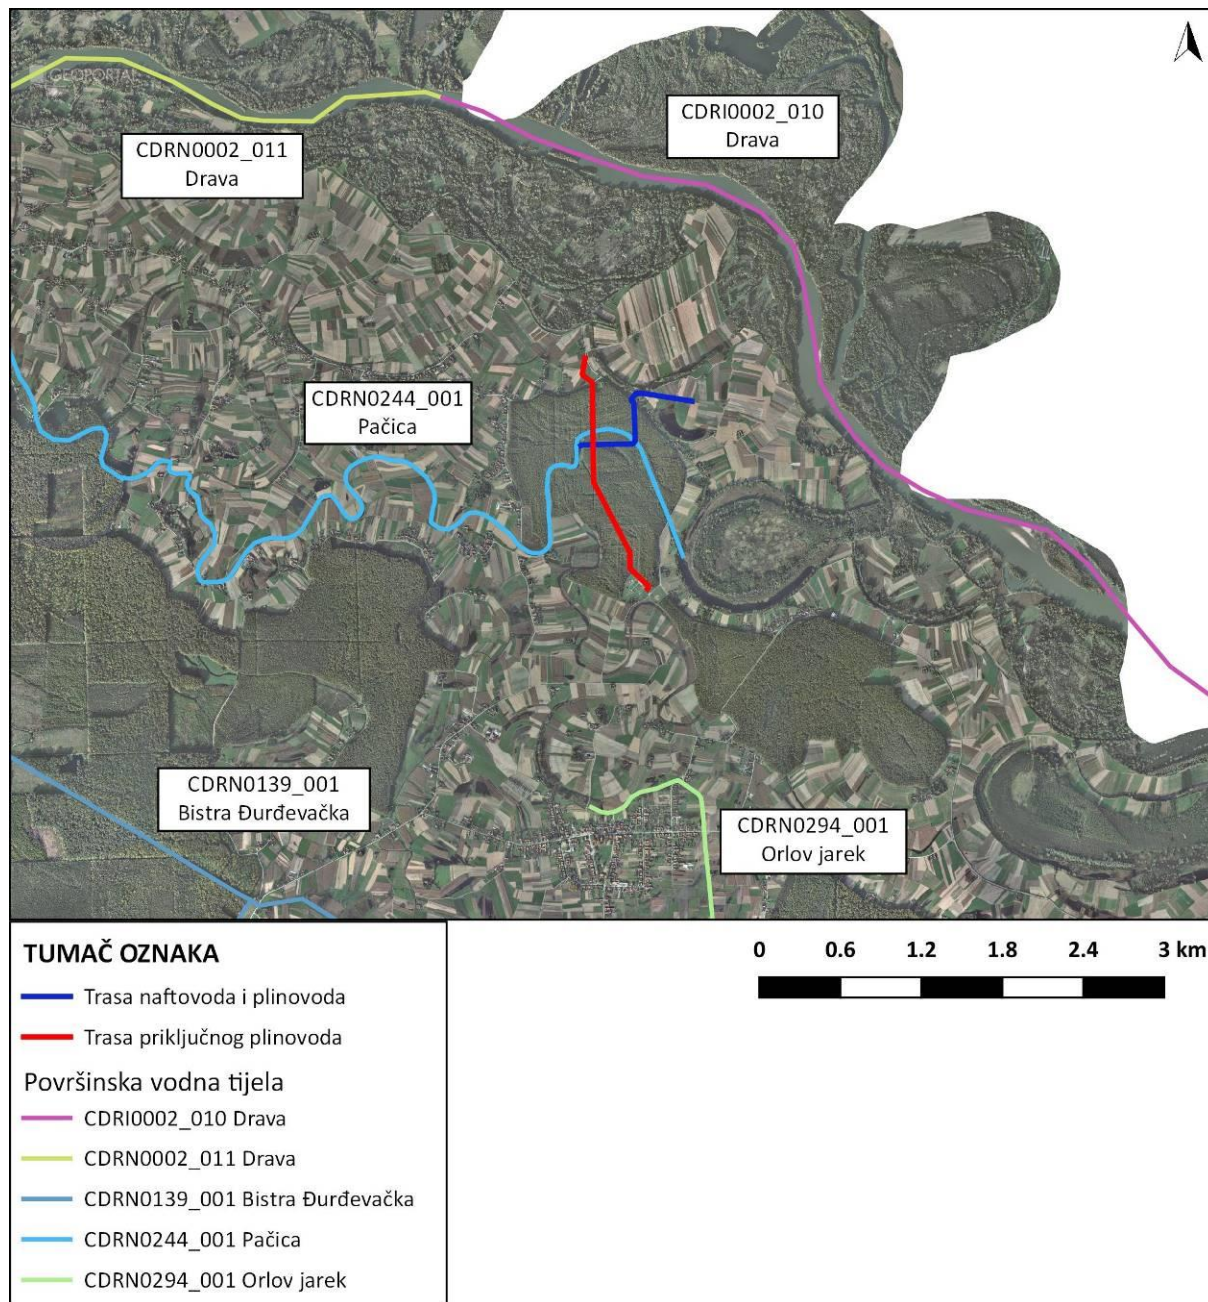 GEOPORTAL
CDRN0002_011
Drava
CDRI0002_010
Drava
CDRN0244_001
Pačica
CDRN0139_001
Bistra Đurđevačka
CDRN0294_001
Orlov jarek
TUMAČ OZNAKA
Trasa naftovoda i plinovoda
Trasa priključnog plinovoda
Površinska vodna tijela
CDRI0002_010 Drava
CDRN0002_011 Drava
CDRN0139_001 Bistra Đurđevačka
CDRN0244_001 Pačica
CDRN0294_001 Orlov jarek
0 0.6 1.2 1.8 2.4 3 km